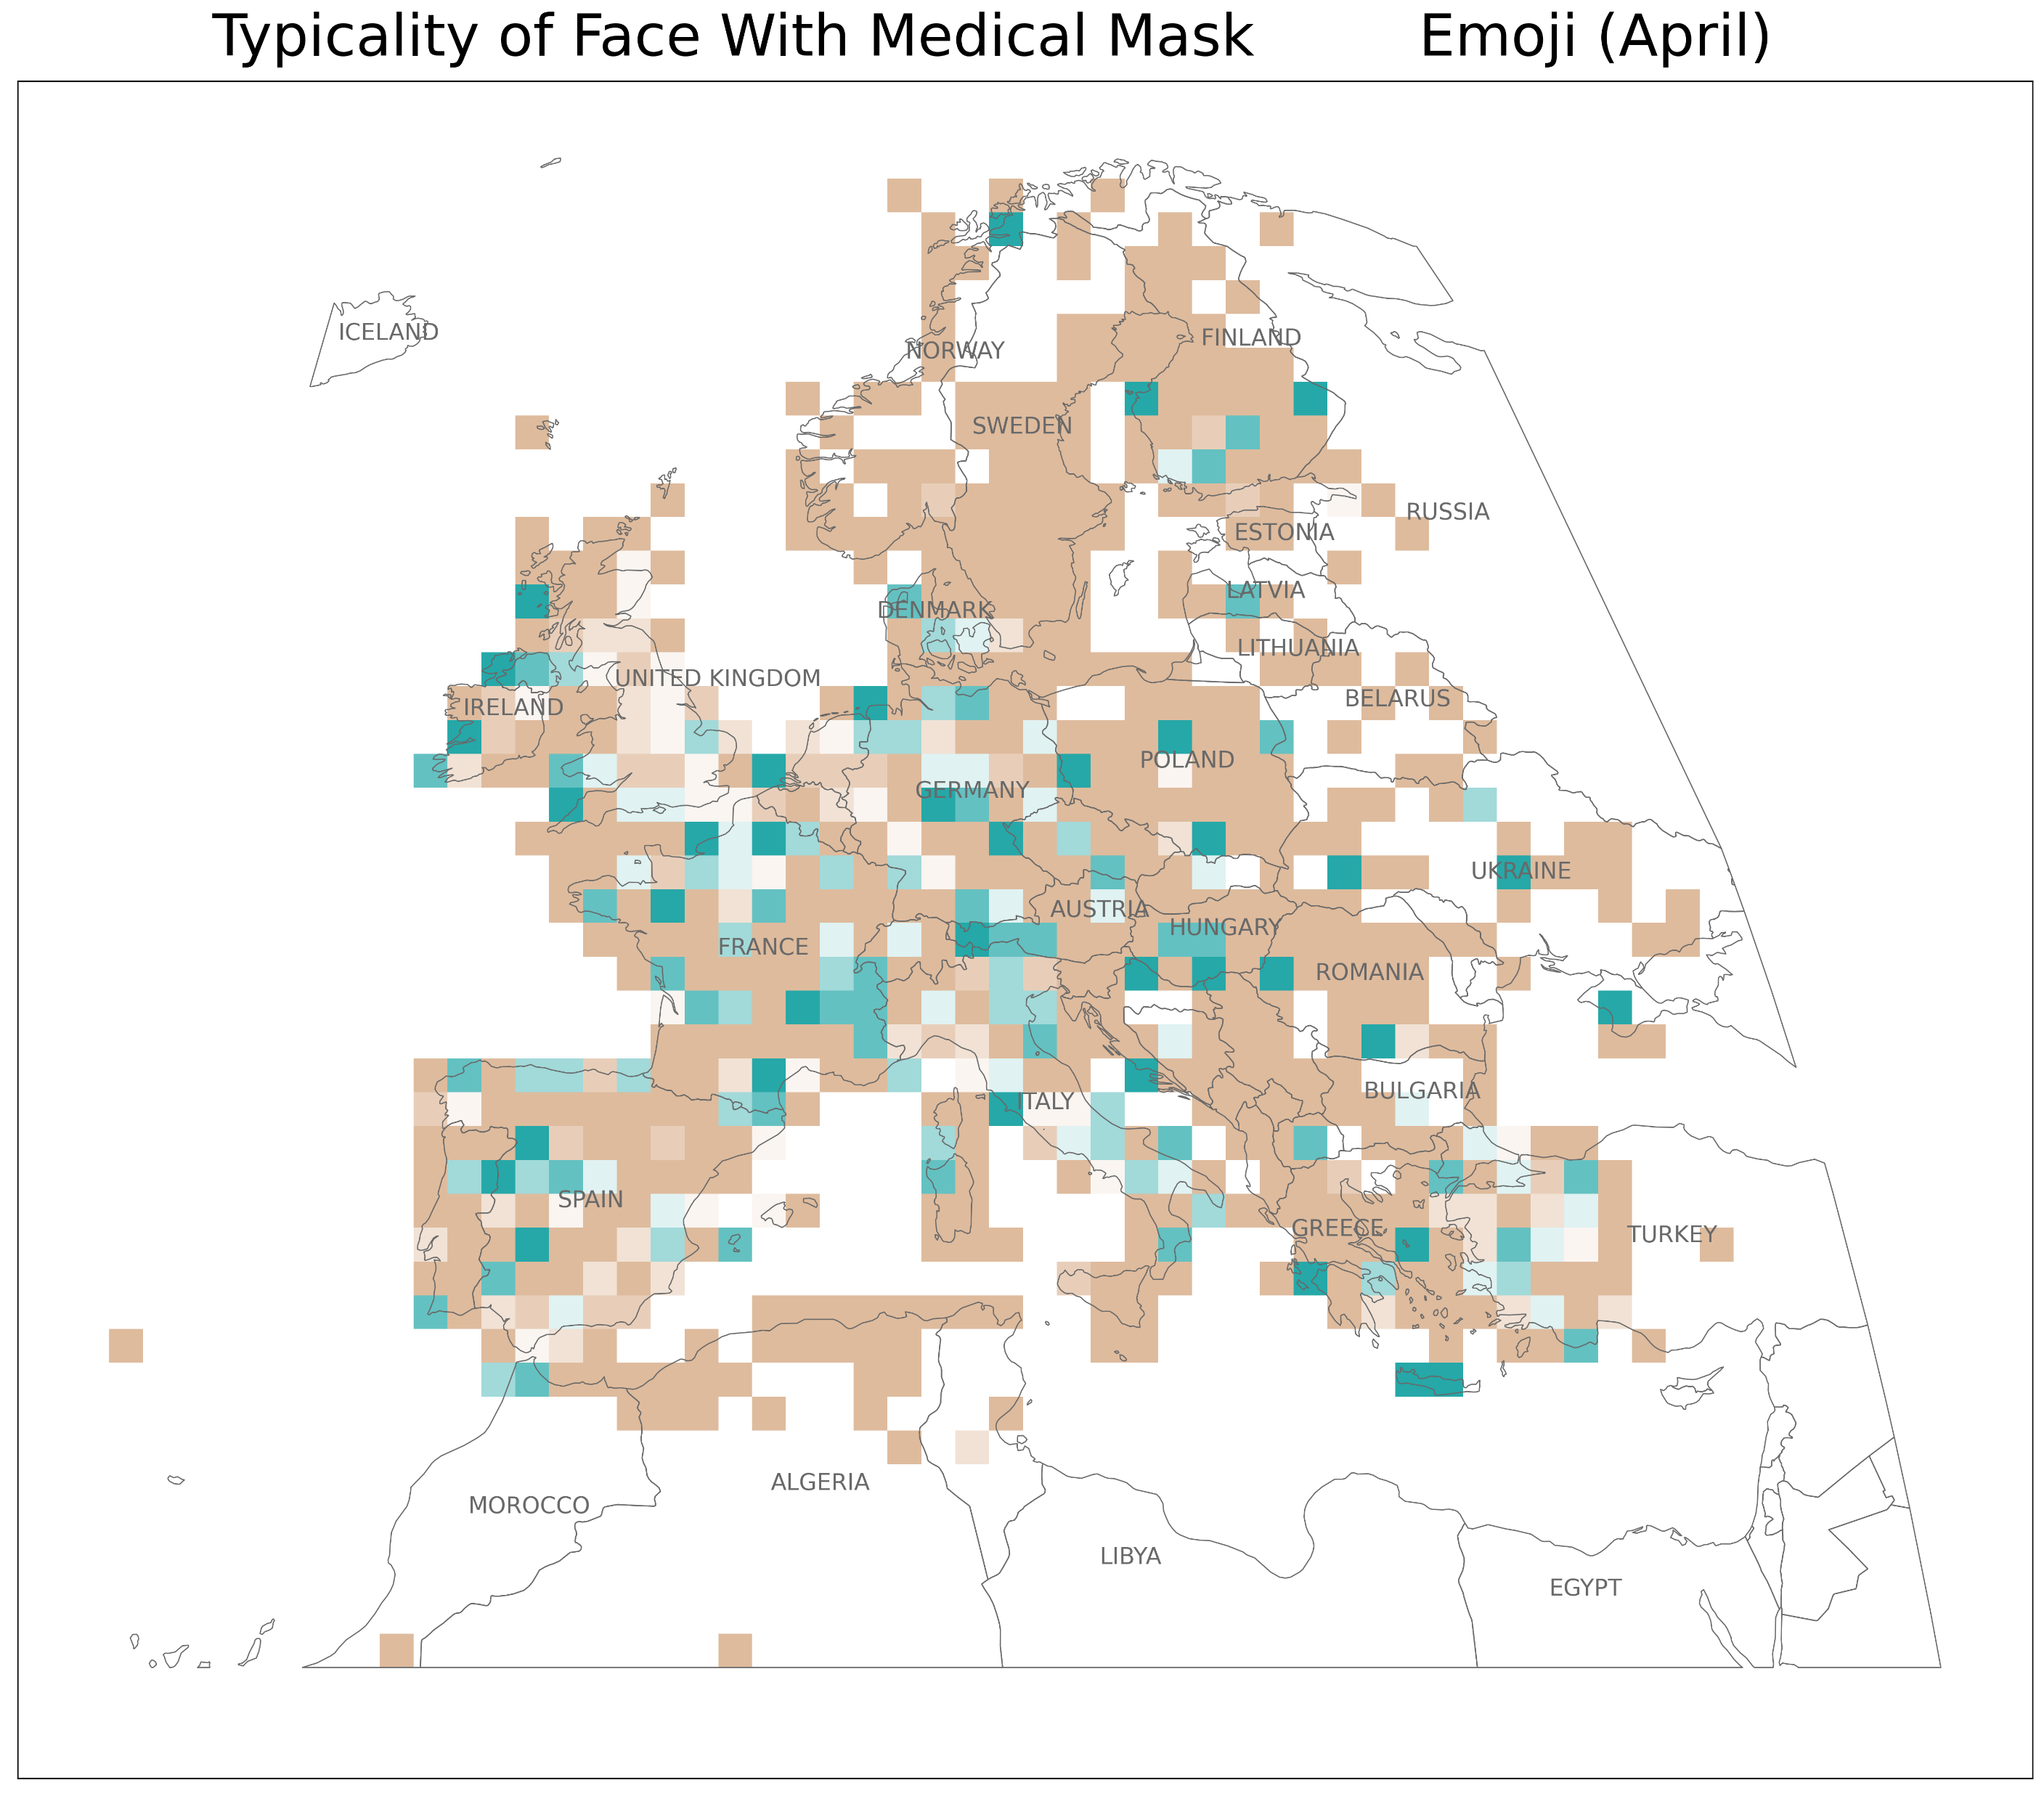 Typicality of Face With Medical Mask Emoji (April)
ICELAND
NORWAY
FINLAND
SWEDEN
RUSSIA
ESTONIA
LATVIA
DENMARK
LITHUANIA
UNITED KINGDOM
BELARUS
IRELAND
POLAND
GERMANY
UKRAINE
AUSTRIA
HUNGARY
FRANCE
ROMANIA
BULGARIA
ITALY
SPAIN
GREECE
TURKEY
ALGERIA
MOROCCO
LIBYA
EGYPT